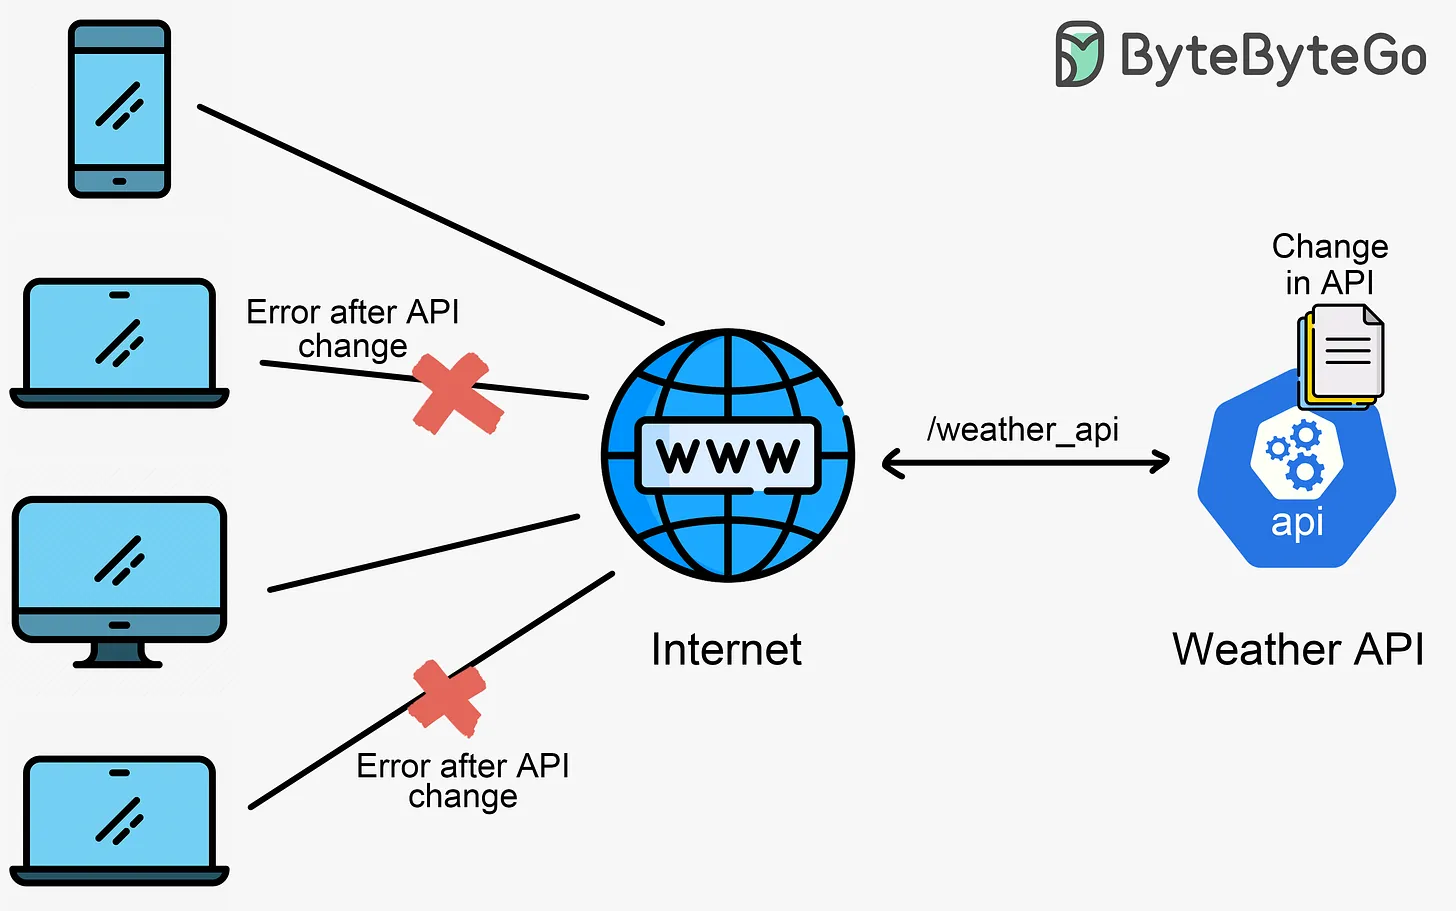 ByteByteGo
Change
in API
Error after API
change
/weather_api
www
api
Internet
Weather API
Error after API
change